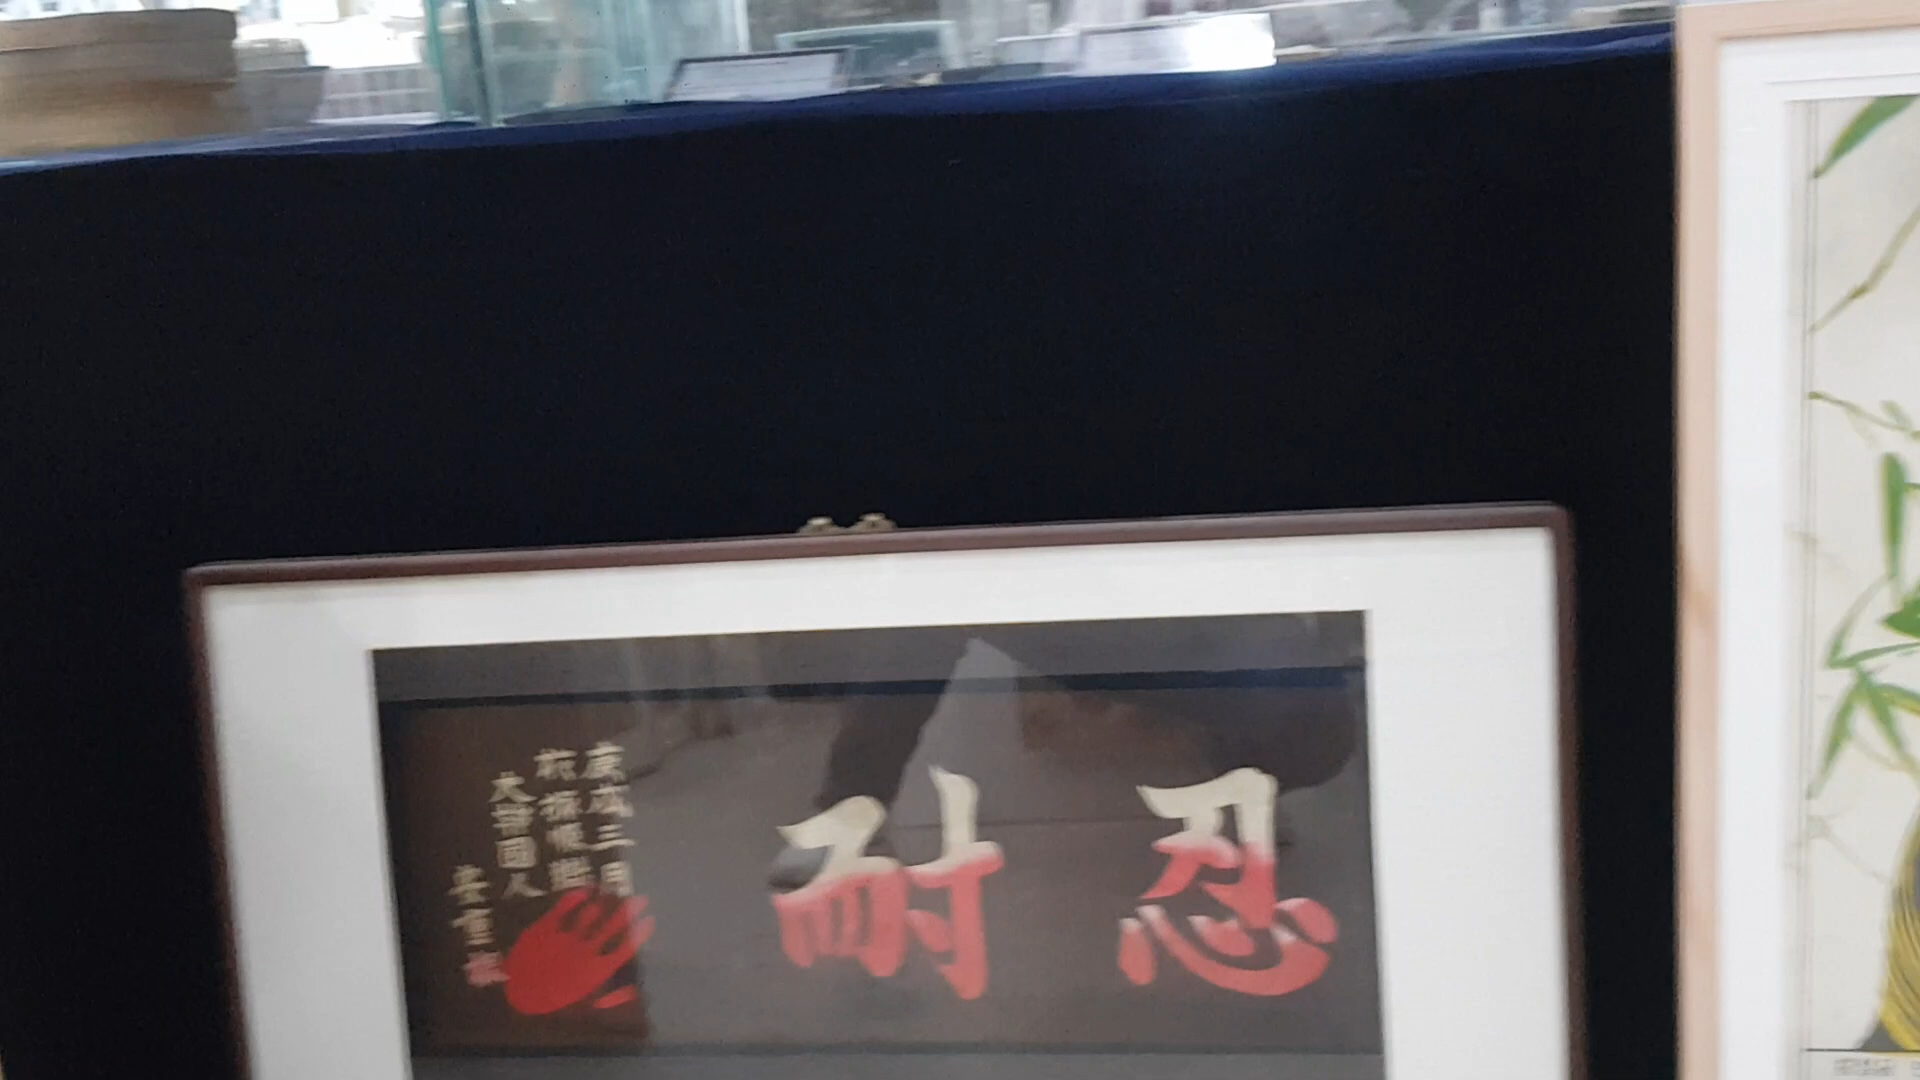 忍耐
庚戌三月
於旅順獄
大韓國人
安重根